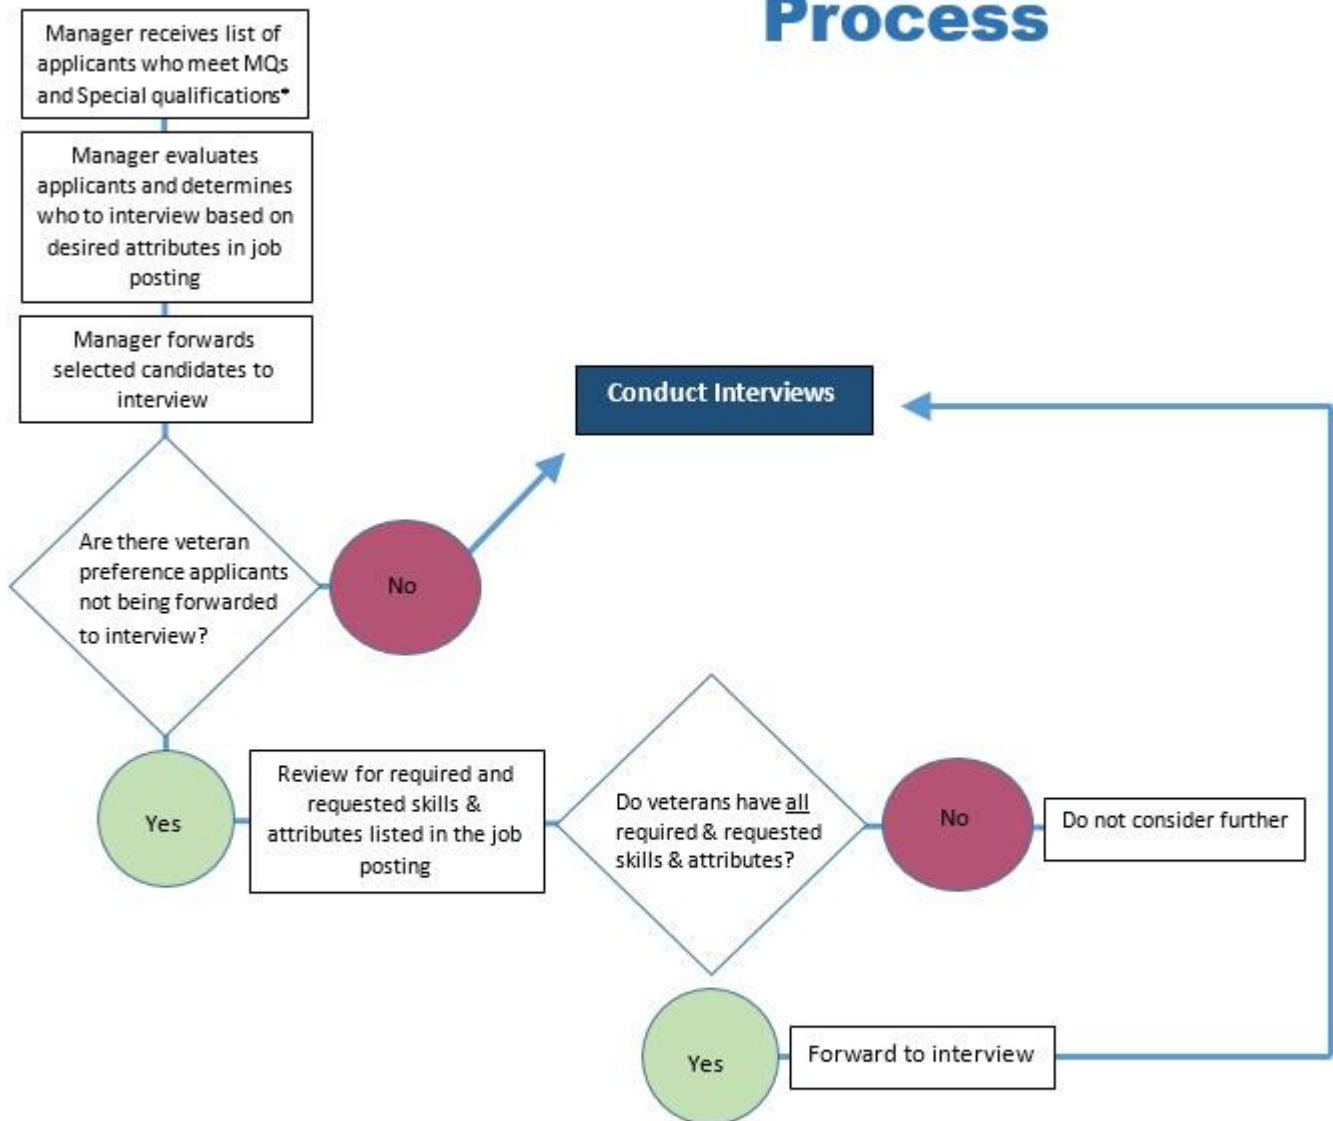 Process
Manager receives list of
applicants who meet MQs
and Special qualifications*
Manager evaluates
applicants and determines
who to interview based on
desired attributes in job
posting
Manager forwards
selected candidates to
interview
Conduct Interviews
Are there veteran
preference applicants
not being forwarded
to interview?
No
Yes
Review for required and
requested skills &
attributes listed in the job
posting
Do veterans have all
required & requested
skills & attributes?
No
Do not consider further
Yes
Forward to interview